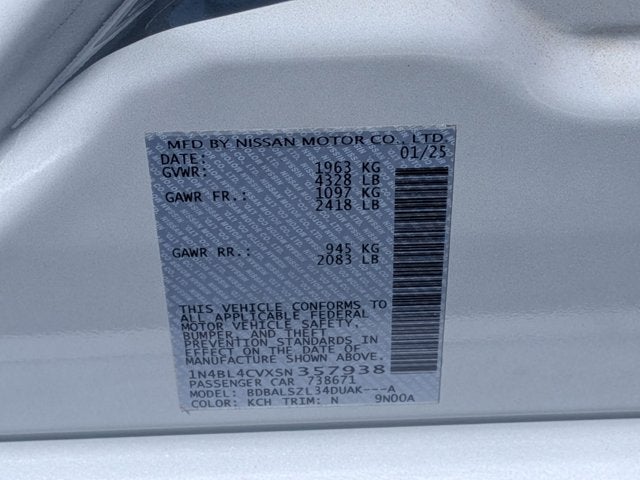 MFD BY NISSAN MOTOR CO., LTD.
DATE: 01/25
GVWR: 1963 KG
4328 LB
GAWR FR.: 1097 KG
2418 LB
GAWR RR.: 945 KG
2083 LB
THIS VEHICLE CONFORMS TO
ALL APPLICABLE FEDERAL
MOTOR VEHICLE SAFETY,
BUMPER, AND THEFT
PREVENTION STANDARDS IN
EFFECT ON THE DATE OF
MANUFACTURE SHOWN ABOVE.
1N4BL4CVXSN357938
PASSENGER CAR 738671
MODEL: BDBALSZL34DUAK---A
COLOR: KCH TRIM: N 9N00A